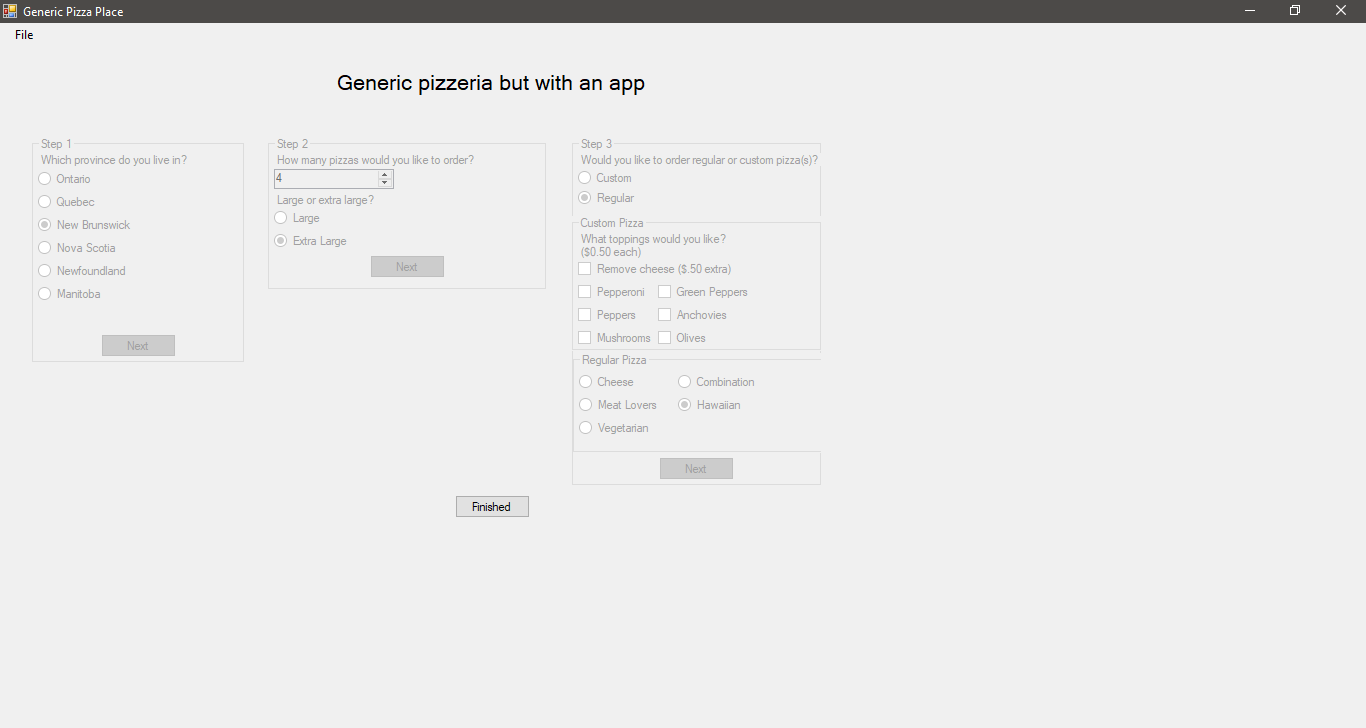 Generic Pizza Place
File
Generic pizzeria but with an app
Step 1
Which province do you live in?
Ontario
Quebec
New Brunswick
Nova Scotia
Newfoundland
Manitoba
Next
Step 2
How many pizzas would you like to order?
4
Large or extra large?
Large
Extra Large
Next
Step 3
Would you like to order regular or custom pizza(s)?
Custom
Regular
Custom Pizza
What toppings would you like?
($0.50 each)
Remove cheese ($.50 extra)
Pepperoni Green Peppers
Peppers Anchovies
Mushrooms Olives
Regular Pizza
Cheese Combination
Meat Lovers Hawaiian
Vegetarian
Next
Finished